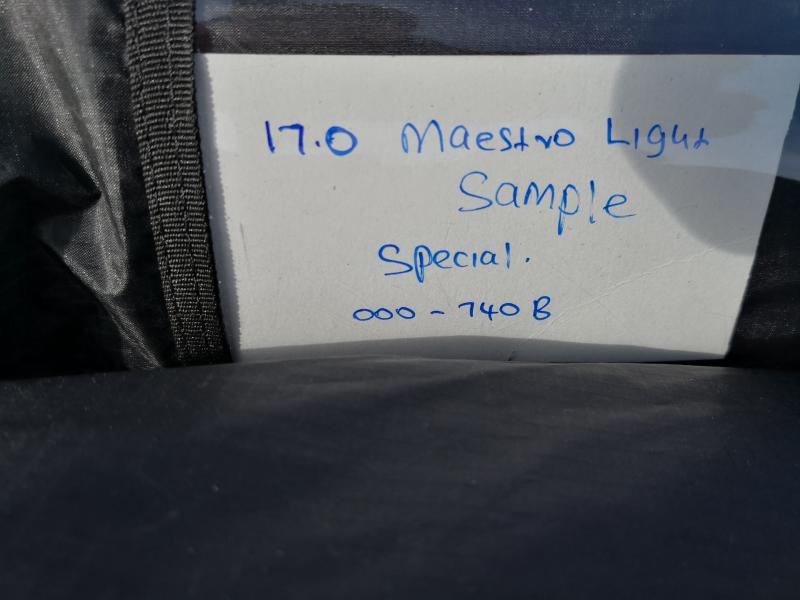 17.0 Maestro Light
Sample
Special.
000 - 740 B